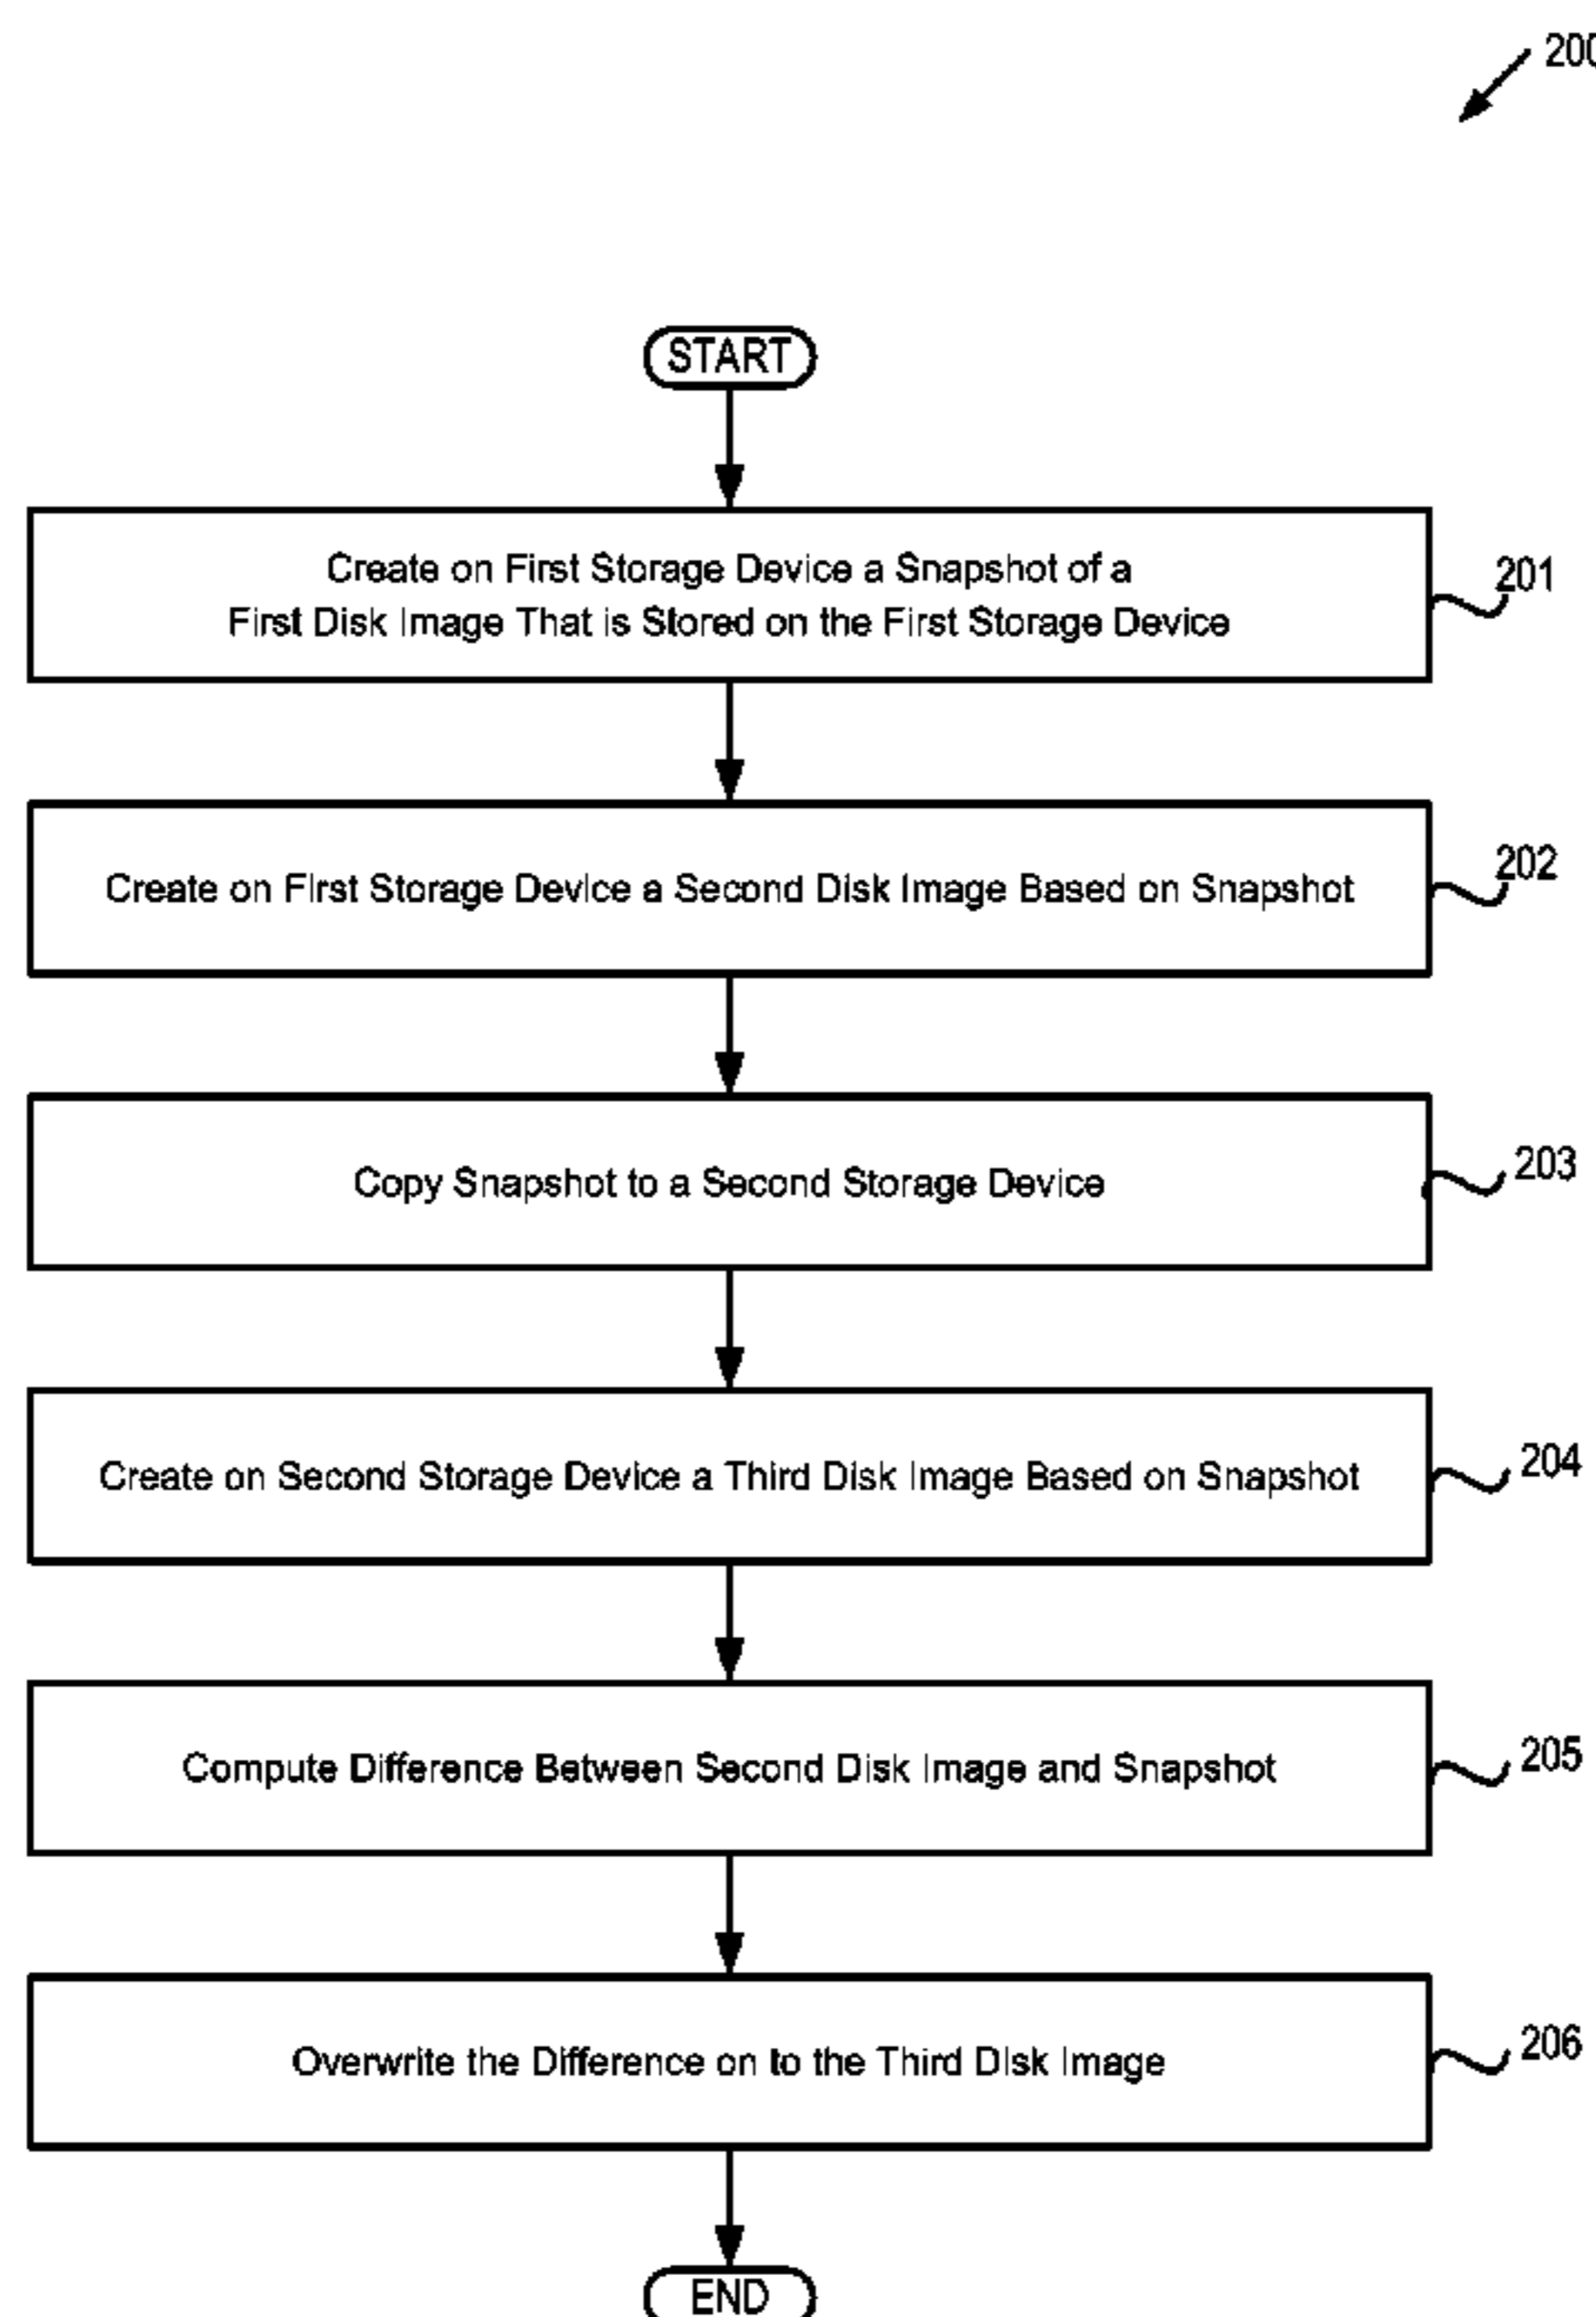 200
START
Create on First Storage Device a Snapshot of a
First Disk Image That is Stored on the First Storage Device
201
Create on First Storage Device a Second Disk Image Based on Snapshot
202
Copy Snapshot to a Second Storage Device
203
Create on Second Storage Device a Third Disk Image Based on Snapshot
204
Compute Difference Between Second Disk Image and Snapshot
205
Overwrite the Difference on to the Third Disk Image
206
END